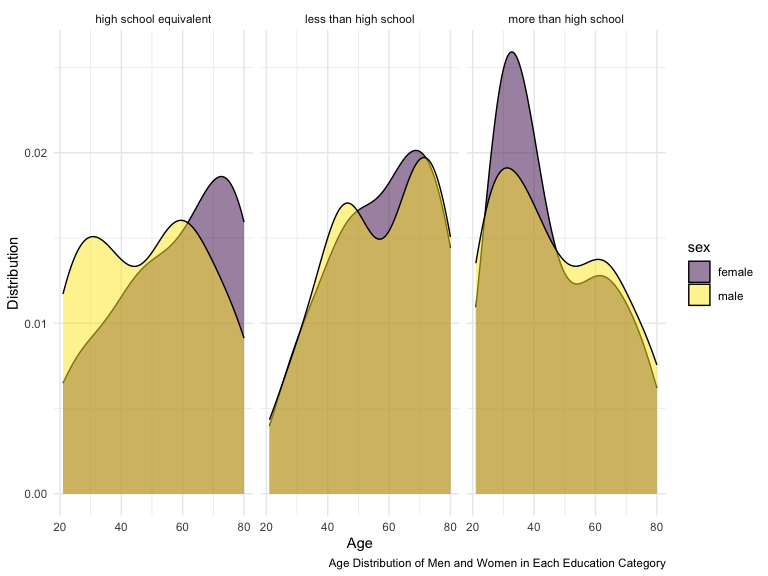 high school equivalent less than high school more than high school
0.02
0.01
0.00
Distribution
20 40 60 80 20 40 60 80 20 40 60 80
Age
Age Distribution of Men and Women in Each Education Category
sex
female
male